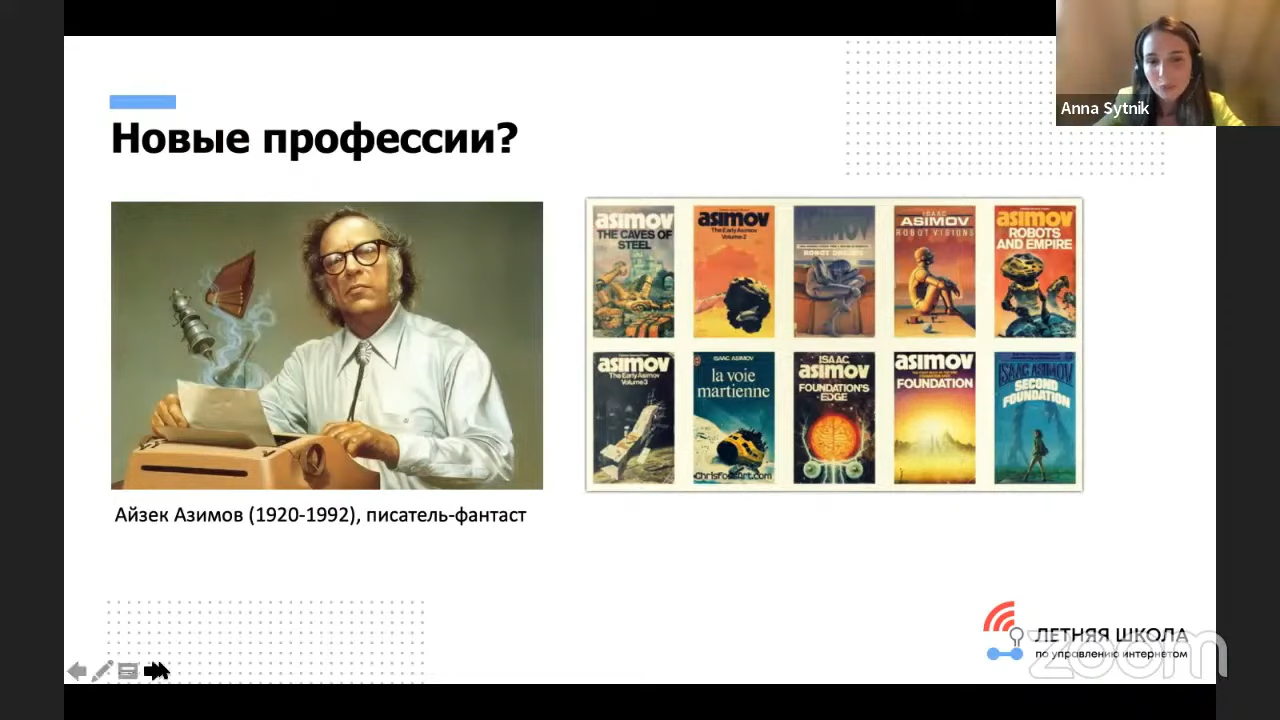 Anna Sytnik
Новые профессии?
asimov
THE CAVES OF
STEEL
asimov
The Early Asimov
Volume 2
ASIMOV
ROBOT DREAMS
ISAAC
ASIMOV
ROBOT VISIONS
asimov
ROBOTS
AND EMPIRE
asimov
The Early Asimov
Volume 3
ISAAC ASIMOV
la voie
martienne
ChrisFossArt.com
ISAAC
asimov
FOUNDATION'S
EDGE
asimov
FOUNDATION
ISAAC ASIMOV
SECOND
FOUNDATION
Айзек Азимов (1920-1992), писатель-фантаст
ЛЕТНЯЯ ШКОЛА
по управлению интернетом
zoom